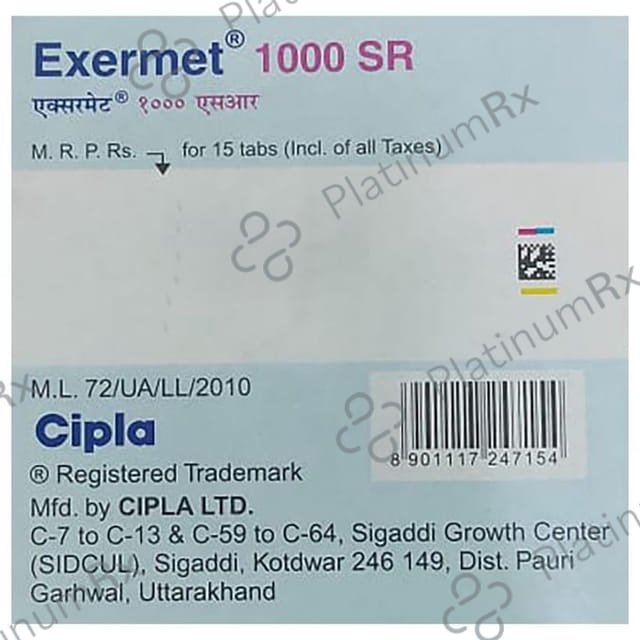 Exermet® 1000 SR
एक्सरमेट® १००० एसआर
M. R. P. Rs. for 15 tabs (Incl. of all Taxes)
PlatinumRx
PlatinumRx
M.L. 72/UA/LL/2010
Cipla
8 901117 247154
® Registered Trademark
Mfd. by CIPLA LTD.
C-7 to C-13 & C-59 to C-64, Sigaddi Growth Center
(SIDCUL), Sigaddi, Kotdwar 246 149, Dist. Pauri
Garhwal, Uttarakhand